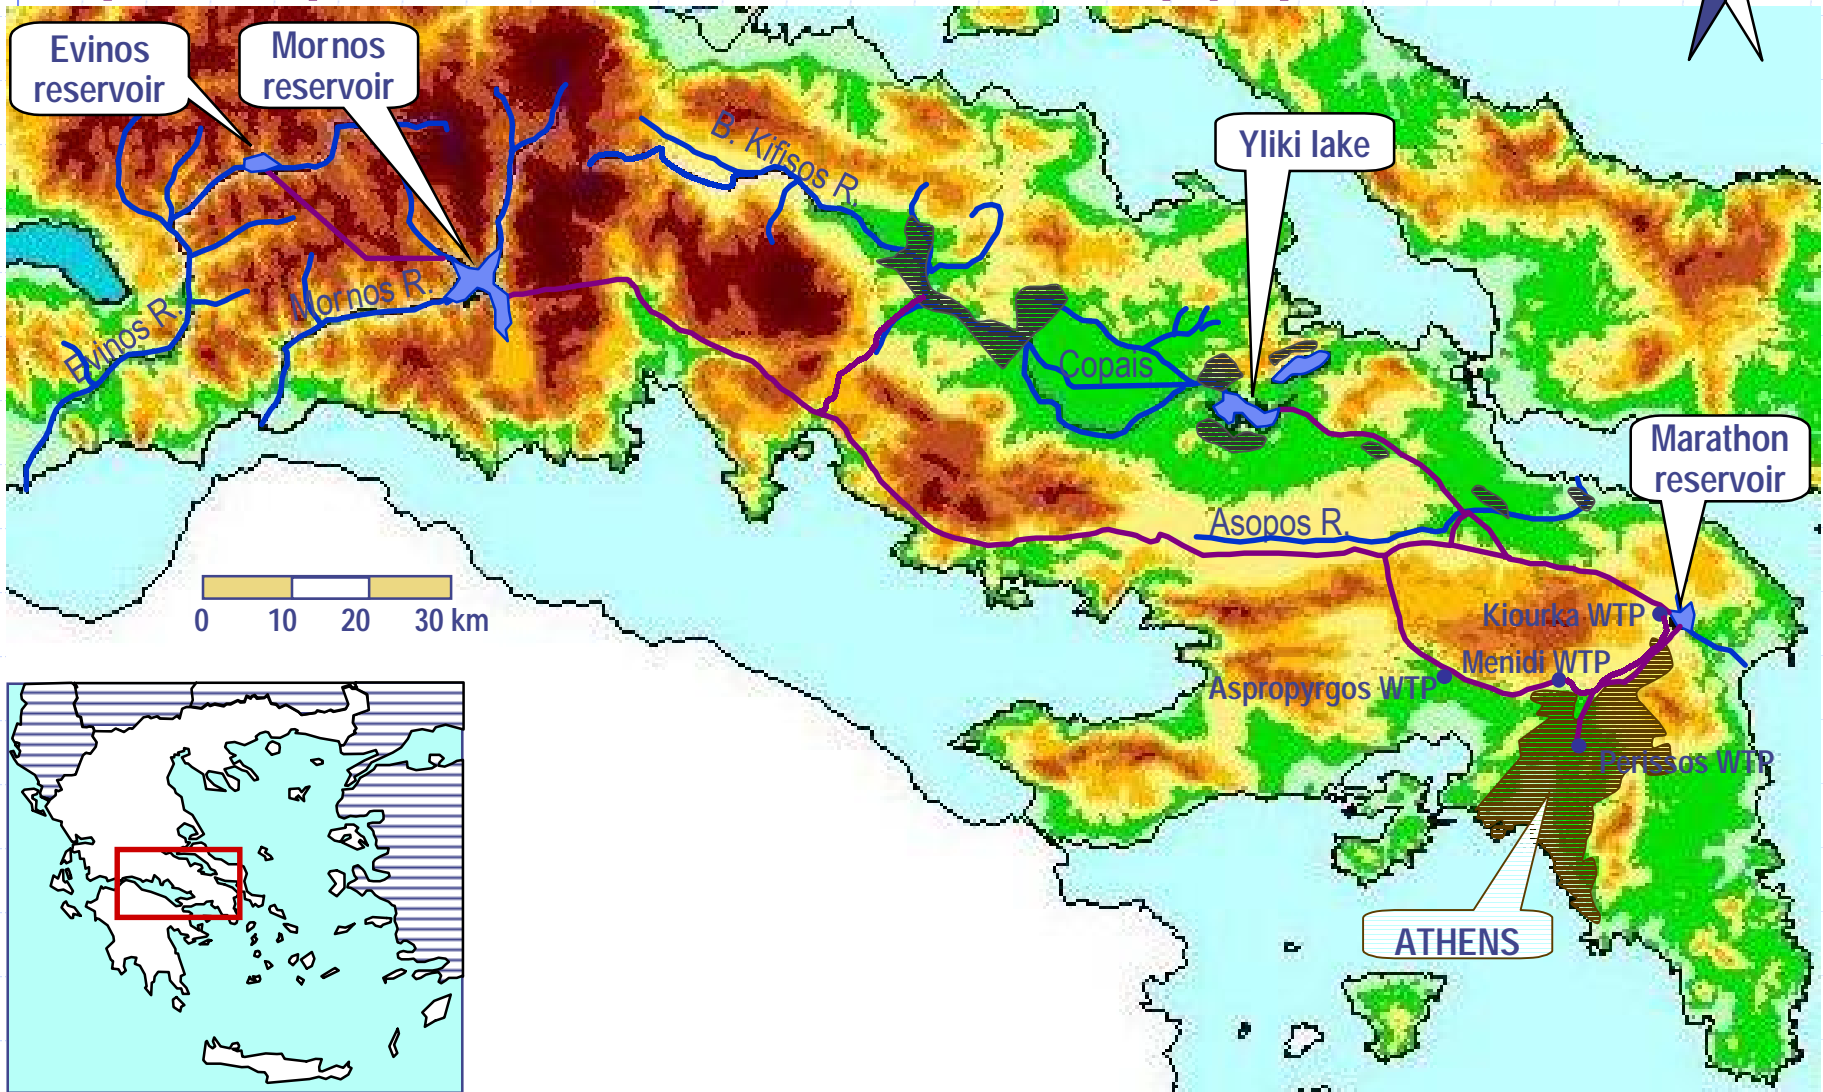 Evinos
reservoir
Mornos
reservoir
B. Kifisos R.
Yliki lake
Mornos R.
Evinos R.
Copais
Marathon
reservoir
Asopos R.
0 10 20 30 km
Kiourka WTP
Menidi WTP
Aspropyrgos WTP
Perissos WTP
ATHENS